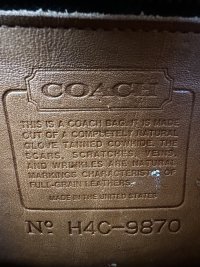 COACH
THIS IS A COACH BAG. IT IS MADE
OUT OF A COMPLETELY NATURAL
GLOVE TANNED COWHIDE. THE
SCARS, SCRATCHES,
AND WRINKLES ARE NATURAL
MARKINGS CHARACTERISTIC OF
FULL-GRAIN LEATHERS.
MADE IN THE UNITED STATES
Nº H4C-9870